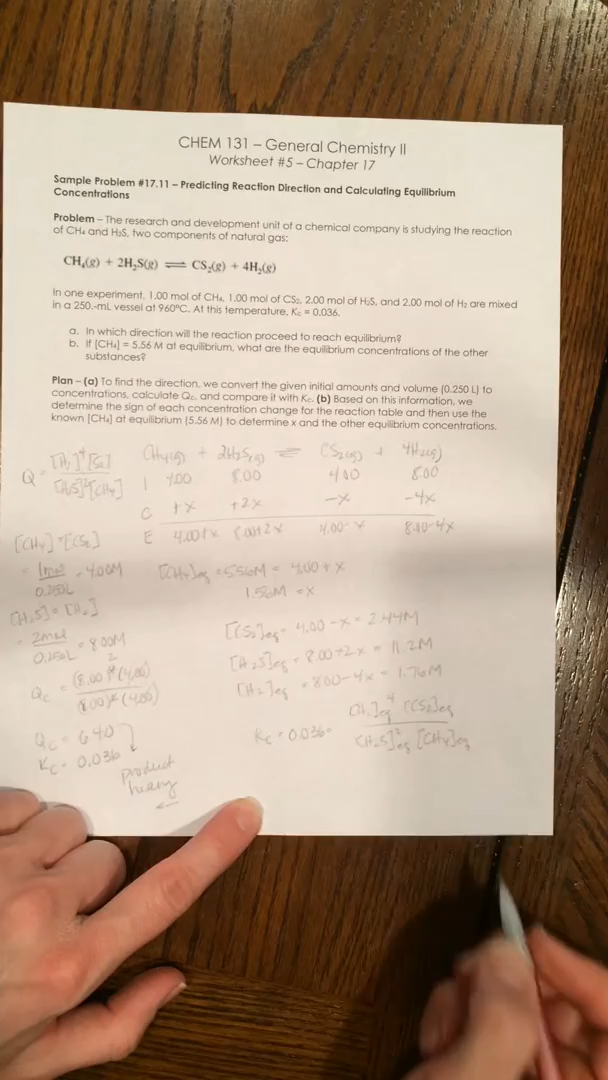 CHEM 131 – General Chemistry II
Worksheet #5 – Chapter 17
Sample Problem #17.11 – Predicting Reaction Direction and Calculating Equilibrium
Concentrations
Problem – The research and development unit of a chemical company is studying the reaction
of CH₄ and H₂S, two components of natural gas:
CH₄(g) + 2H₂S(g) ⇌ CS₂(g) + 4H₂(g)
In one experiment, 1.00 mol of CH₄, 1.00 mol of CS₂, 2.00 mol of H₂S, and 2.00 mol of H₂ are mixed
in a 250.-mL vessel at 960°C. At this temperature, Kc = 0.036.
a. In which direction will the reaction proceed to reach equilibrium?
b. If [CH₄] = 5.56 M at equilibrium, what are the equilibrium concentrations of the other
substances?
Plan – (a) To find the direction, we convert the given initial amounts and volume (0.250 L) to
concentrations, calculate Qc, and compare it with Kc. (b) Based on this information, we
determine the sign of each concentration change for the reaction table and then use the
known [CH₄] at equilibrium (5.56 M) to determine x and the other equilibrium concentrations.
CH₄(g) + 2H₂S(g) ⇌ CS₂(g) + 4H₂(g)
Q = [H₂]⁴[CS₂]
[H₂S]²[CH₄]
I 4.00 8.00 4.00 8.00
C +x +2x -x -4x
E 4.00+x 8.00+2x 4.00-x 8.00-4x
[CH₄] = [CS₂]
= 1mol = 4.00M
0.250L
[H₂S] = [H₂]
= 2mol = 8.00M
0.250L
Qc = (8.00)⁴(4.00)
(8.00)²(4.00)
Qc = 640
Kc = 0.036
product
heavy
←
[CH₄]eq = 5.56M = 4.00 + x
1.56M = x
[CS₂]eq = 4.00 - x = 2.44M
[H₂S]eq = 8.00+2x = 11.2M
[H₂]eq = 8.00-4x = 1.76M
Kc = 0.036 = [H₂]eq⁴ [CS₂]eq
[H₂S]²eq [CH₄]eq